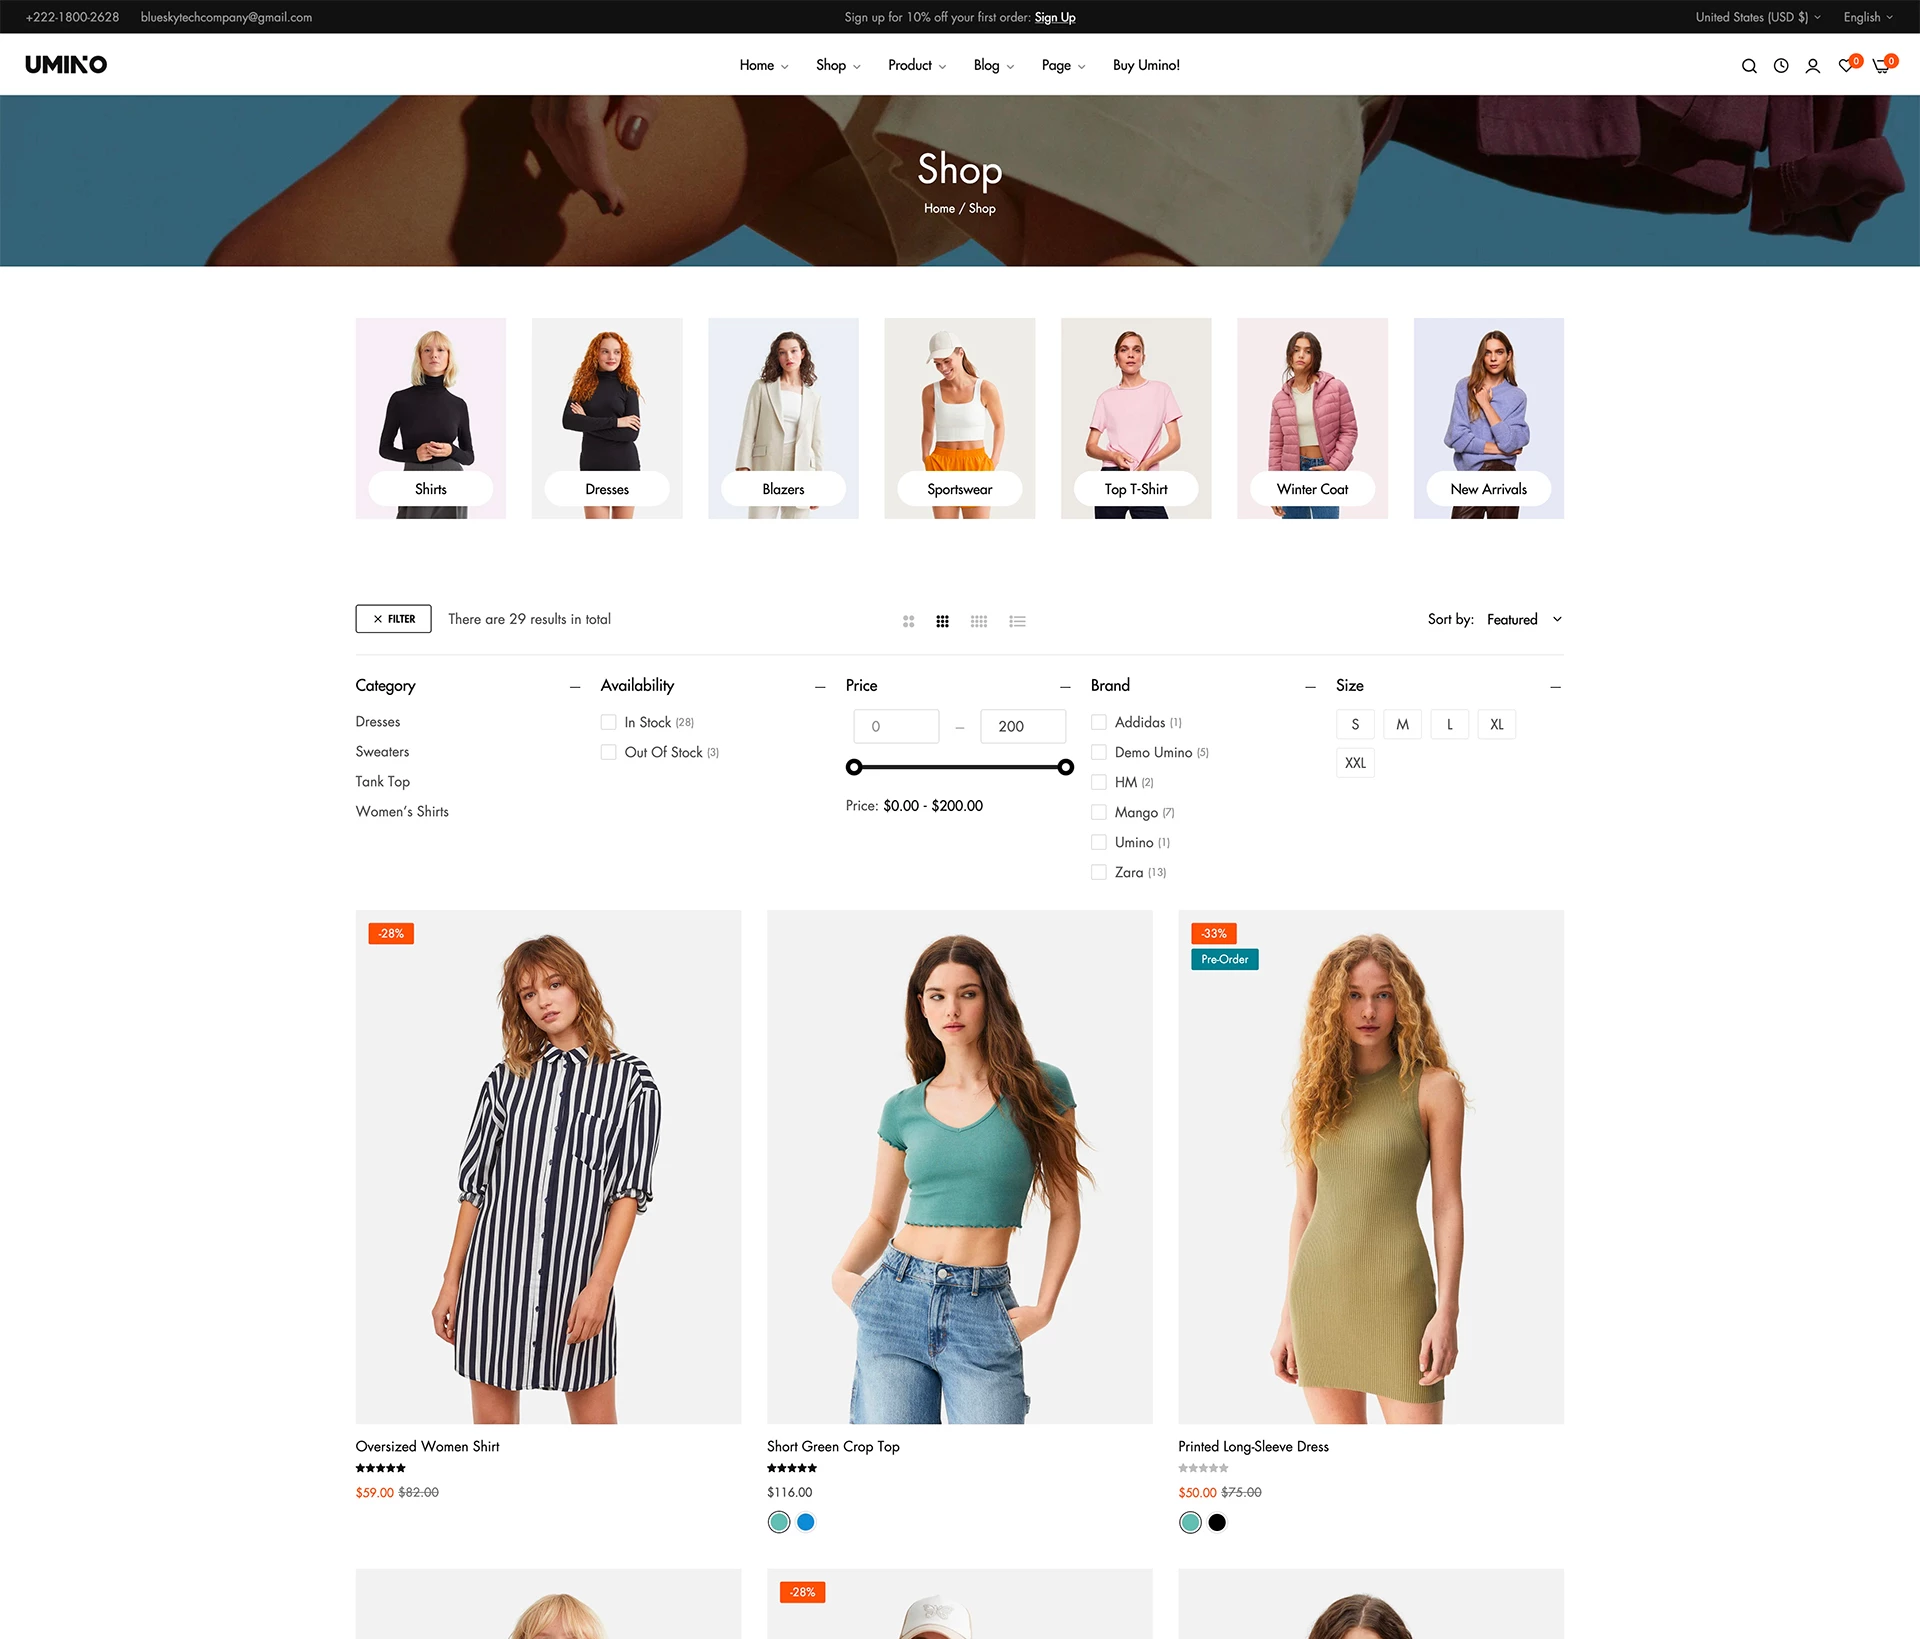 +222-1800-2628 blueskytechcompany@gmail.com Sign up for 10% off your first order: Sign Up United States (USD $) English
UMINO Home Shop Product Blog Page Buy Umino! 0 0
Shop
Home / Shop
Shirts Dresses Blazers Sportswear Top T-Shirt Winter Coat New Arrivals
FILTER There are 29 results in total Sort by: Featured
Category
Dresses
Sweaters
Tank Top
Women's Shirts
Availability
In Stock (28)
Out Of Stock (3)
Price
0 – 200
Price: $0.00 - $200.00
Brand
Addidas (1)
Demo Umino (5)
HM (2)
Mango (7)
Umino (1)
Zara (13)
Size
S M L XL
XXL
-28%
Oversized Women Shirt
$59.00 $82.00
Short Green Crop Top
$116.00
-33%
Pre-Order
Printed Long-Sleeve Dress
$50.00 $75.00
-28%